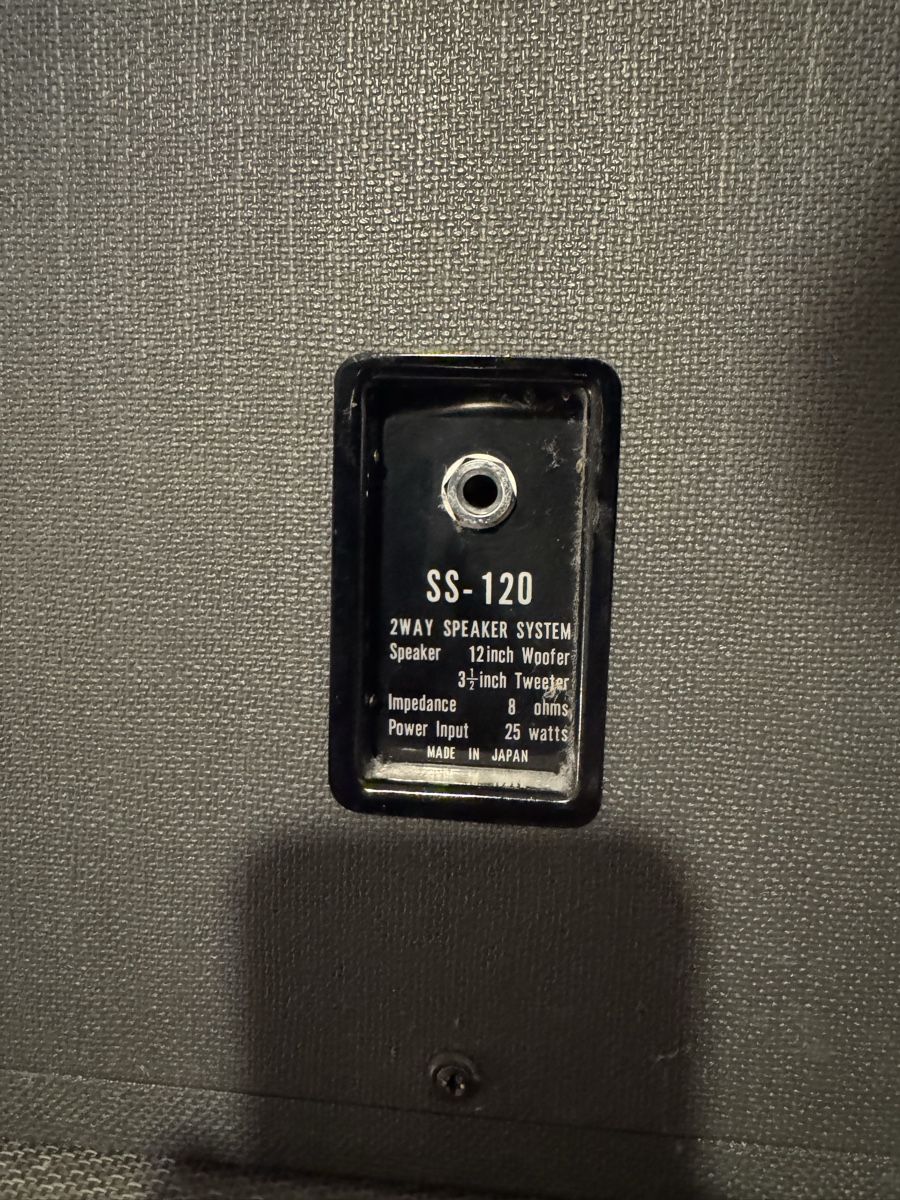 SS-120
2WAY SPEAKER SYSTEM
Speaker 12inch Woofer
3½inch Tweeter
Impedance 8 ohms
Power Input 25 watts
MADE IN JAPAN